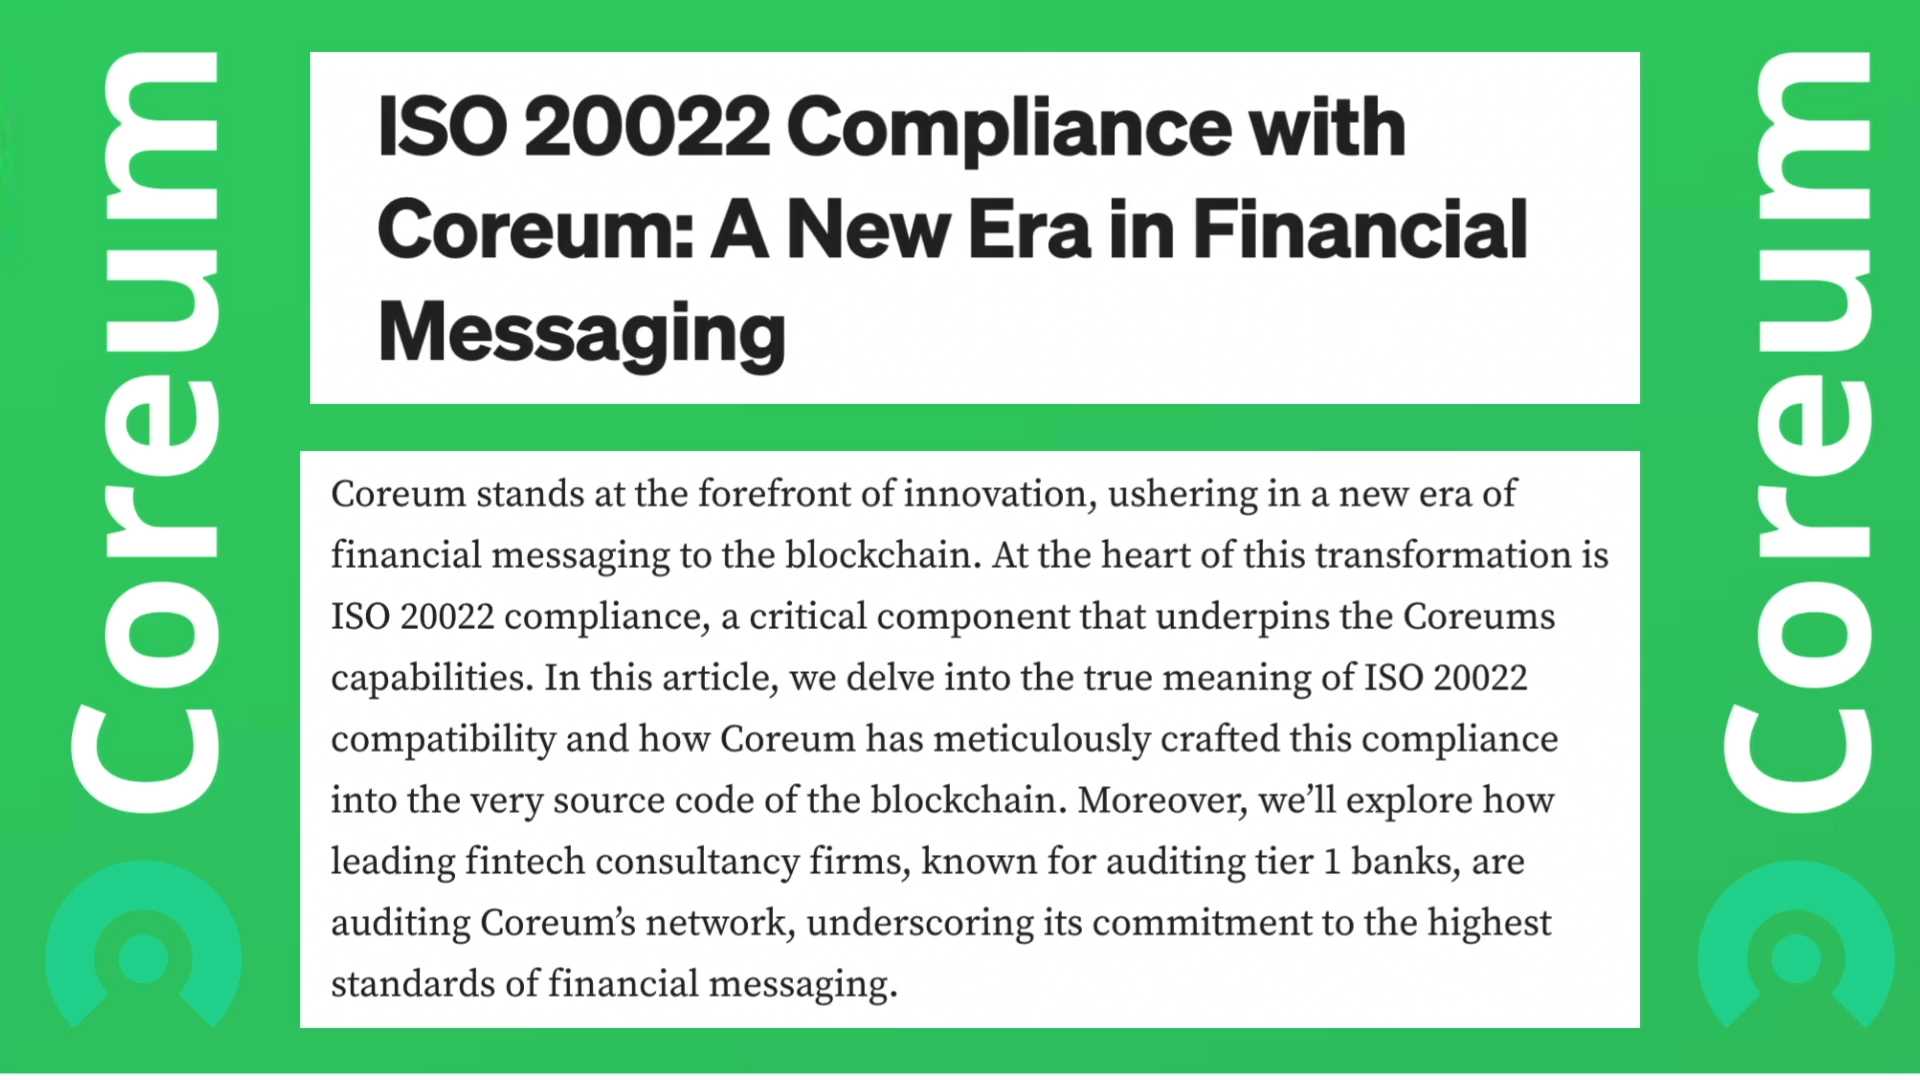 Coreum
ISO 20022 Compliance with
Coreum: A New Era in Financial
Messaging
Coreum stands at the forefront of innovation, ushering in a new era of
financial messaging to the blockchain. At the heart of this transformation is
ISO 20022 compliance, a critical component that underpins the Coreums
capabilities. In this article, we delve into the true meaning of ISO 20022
compatibility and how Coreum has meticulously crafted this compliance
into the very source code of the blockchain. Moreover, we’ll explore how
leading fintech consultancy firms, known for auditing tier 1 banks, are
auditing Coreum’s network, underscoring its commitment to the highest
standards of financial messaging.
Coreum